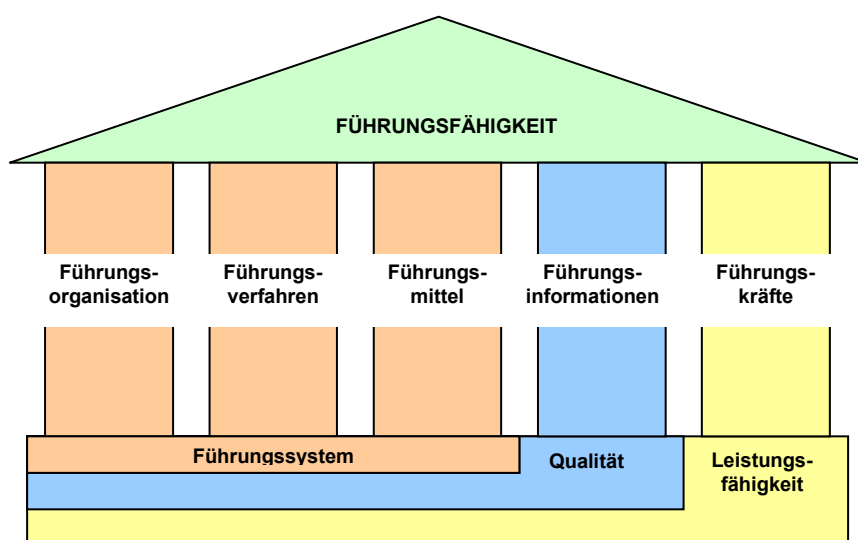 FÜHRUNGSFÄHIGKEIT
Führungs-
organisation
Führungs-
verfahren
Führungs-
mittel
Führungs-
informationen
Führungs-
kräfte
Führungssystem
Qualität
Leistungs-
fähigkeit